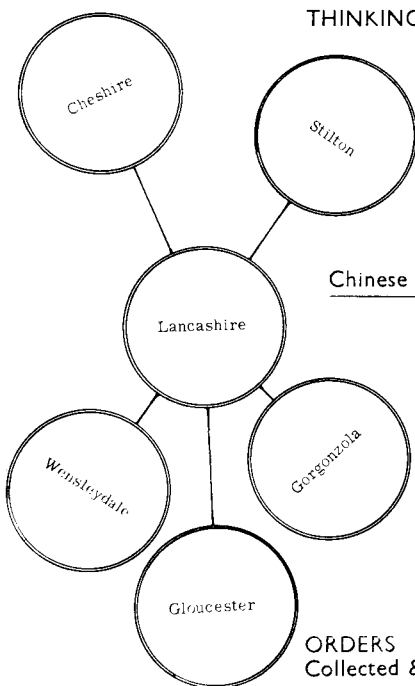 THINKING
Cheshire
Stilton
Chinese
Lancashire
Wensleydale
Gorgonzola
Gloucester
ORDERS
Collected &